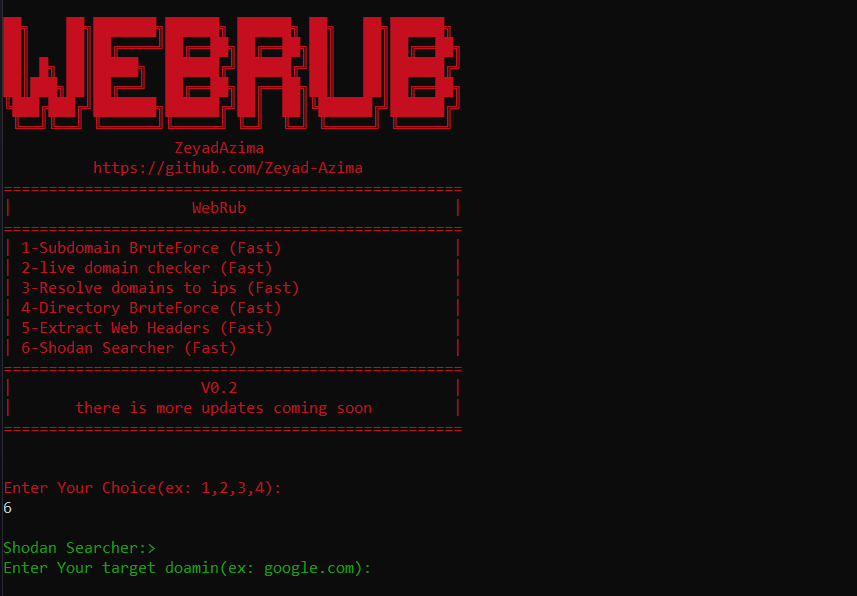 WEBRUB
ZeyadAzima
https://github.com/Zeyad-Azima
===================================================
| WebRub |
===================================================
| 1-Subdomain BruteForce (Fast) |
| 2-live domain checker (Fast) |
| 3-Resolve domains to ips (Fast) |
| 4-Directory BruteForce (Fast) |
| 5-Extract Web Headers (Fast) |
| 6-Shodan Searcher (Fast) |
===================================================
| V0.2 |
| there is more updates coming soon |
===================================================
Enter Your Choice(ex: 1,2,3,4):
6
Shodan Searcher:>
Enter Your target doamin(ex: google.com):